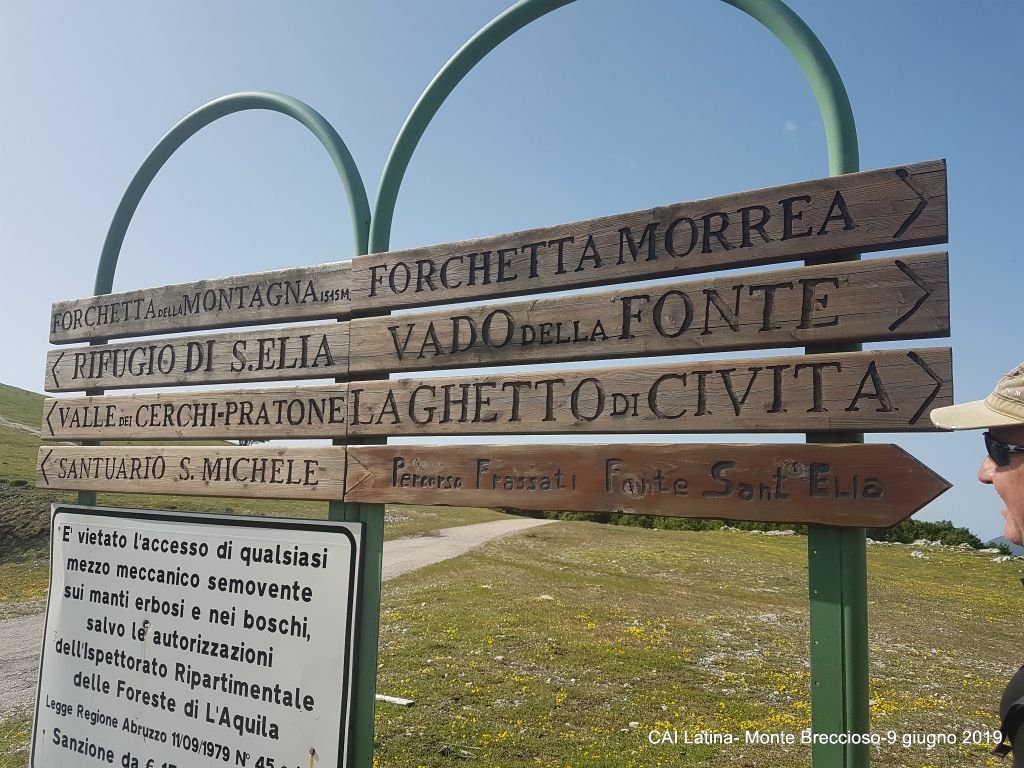 FORCHETTA DELLA MONTAGNA 1515 M.
FORCHETTA MORREA
RIFUGIO DI S.ELIA
VADO DELLA FONTE
VALLE DEI CERCHI-PRATONE
LAGHETTO DI CIVITA
SANTUARIO S. MICHELE
Percorso Frassati Fonte Sant'Elia
E' vietato l'accesso di qualsiasi
mezzo meccanico semovente
sui manti erbosi e nei boschi,
salvo le autorizzazioni
dell'Ispettorato Ripartimentale
delle Foreste di L'Aquila
Legge Regione Abruzzo 11/09/1979 N° 45
Sanzione da €
CAI Latina- Monte Breccioso-9 giugno 2019